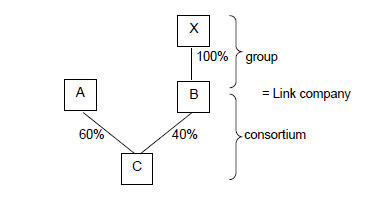 X
100% group
A
B
= Link company
60%
40%
consortium
C